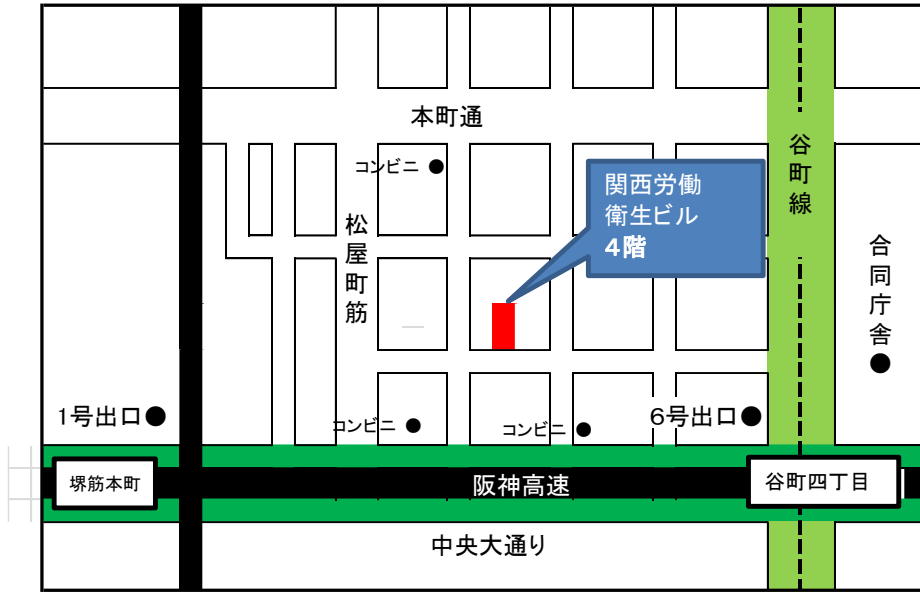 本町通
コンビニ
谷町線
関西労働
衛生ビル
4階
松屋町筋
合同庁舎
1号出口
コンビニ
コンビニ
6号出口
堺筋本町
阪神高速
谷町四丁目
中央大通り